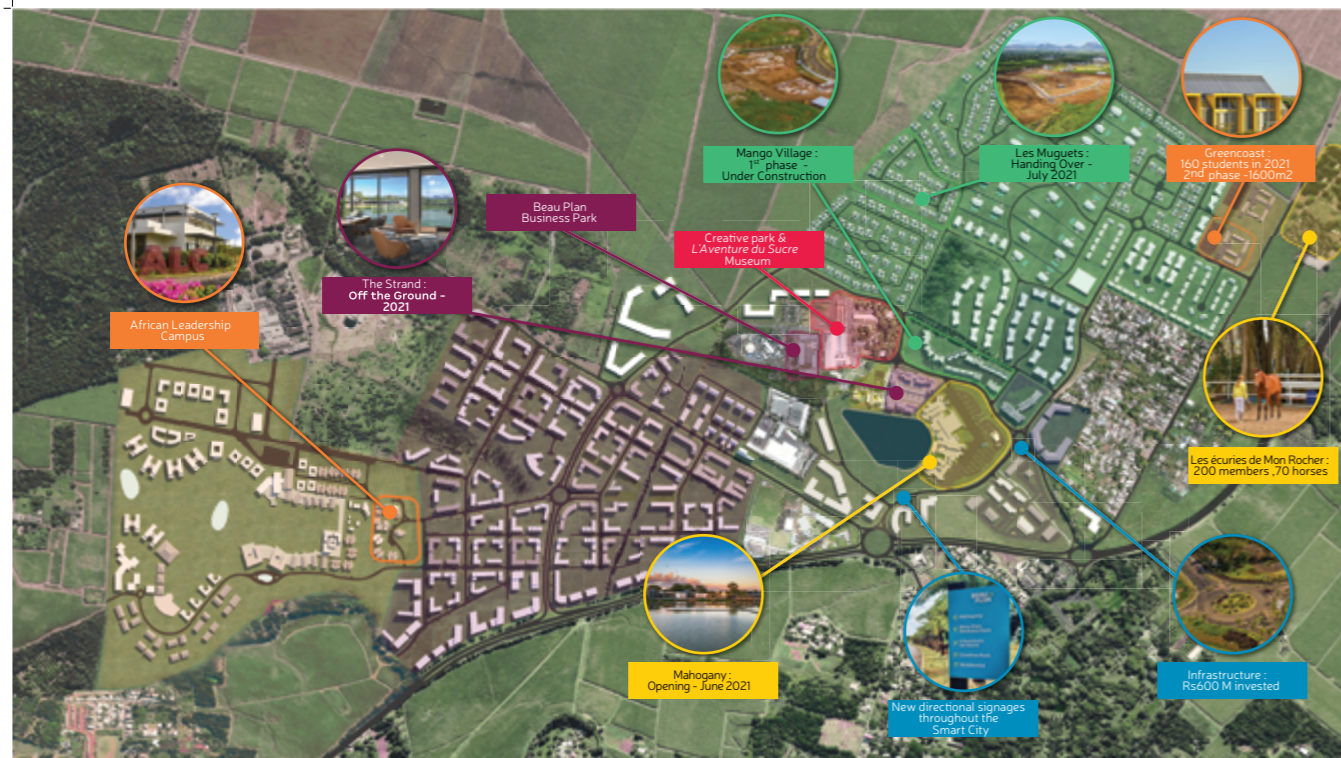 Mango Village :
1st phase -
Under Construction
Les Muguets :
Handing Over -
July 2021
Greencoast :
160 students in 2021
2nd phase -1600m2
Beau Plan
Business Park
Creative park &
L'Aventure du Sucre
Museum
The Strand :
Off the Ground -
2021
African Leadership
Campus
ALC
Les écuries de Mon Rocher :
200 members ,70 horses
Mahogany :
Opening - June 2021
BEAU
PLAN
New directional signages
throughout the
Smart City
Infrastructure :
Rs600 M invested